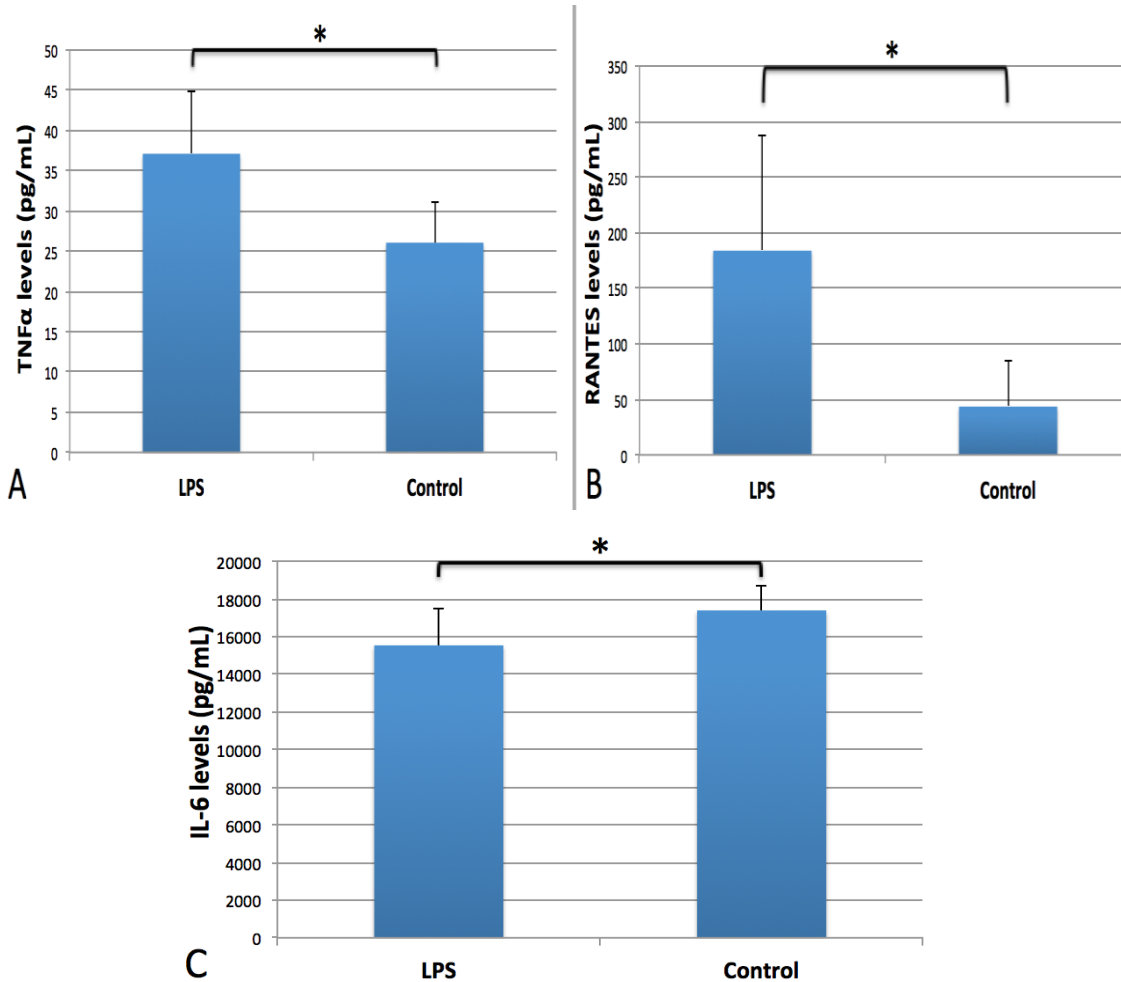 *
50
45
40
35
30
25
20
15
10
5
0
TNFα levels (pg/mL)
LPS
Control
A
*
350
300
250
200
150
100
50
0
RANTES levels (pg/mL)
LPS
Control
B
*
20000
18000
16000
14000
12000
10000
8000
6000
4000
2000
0
IL-6 levels (pg/mL)
LPS
Control
C